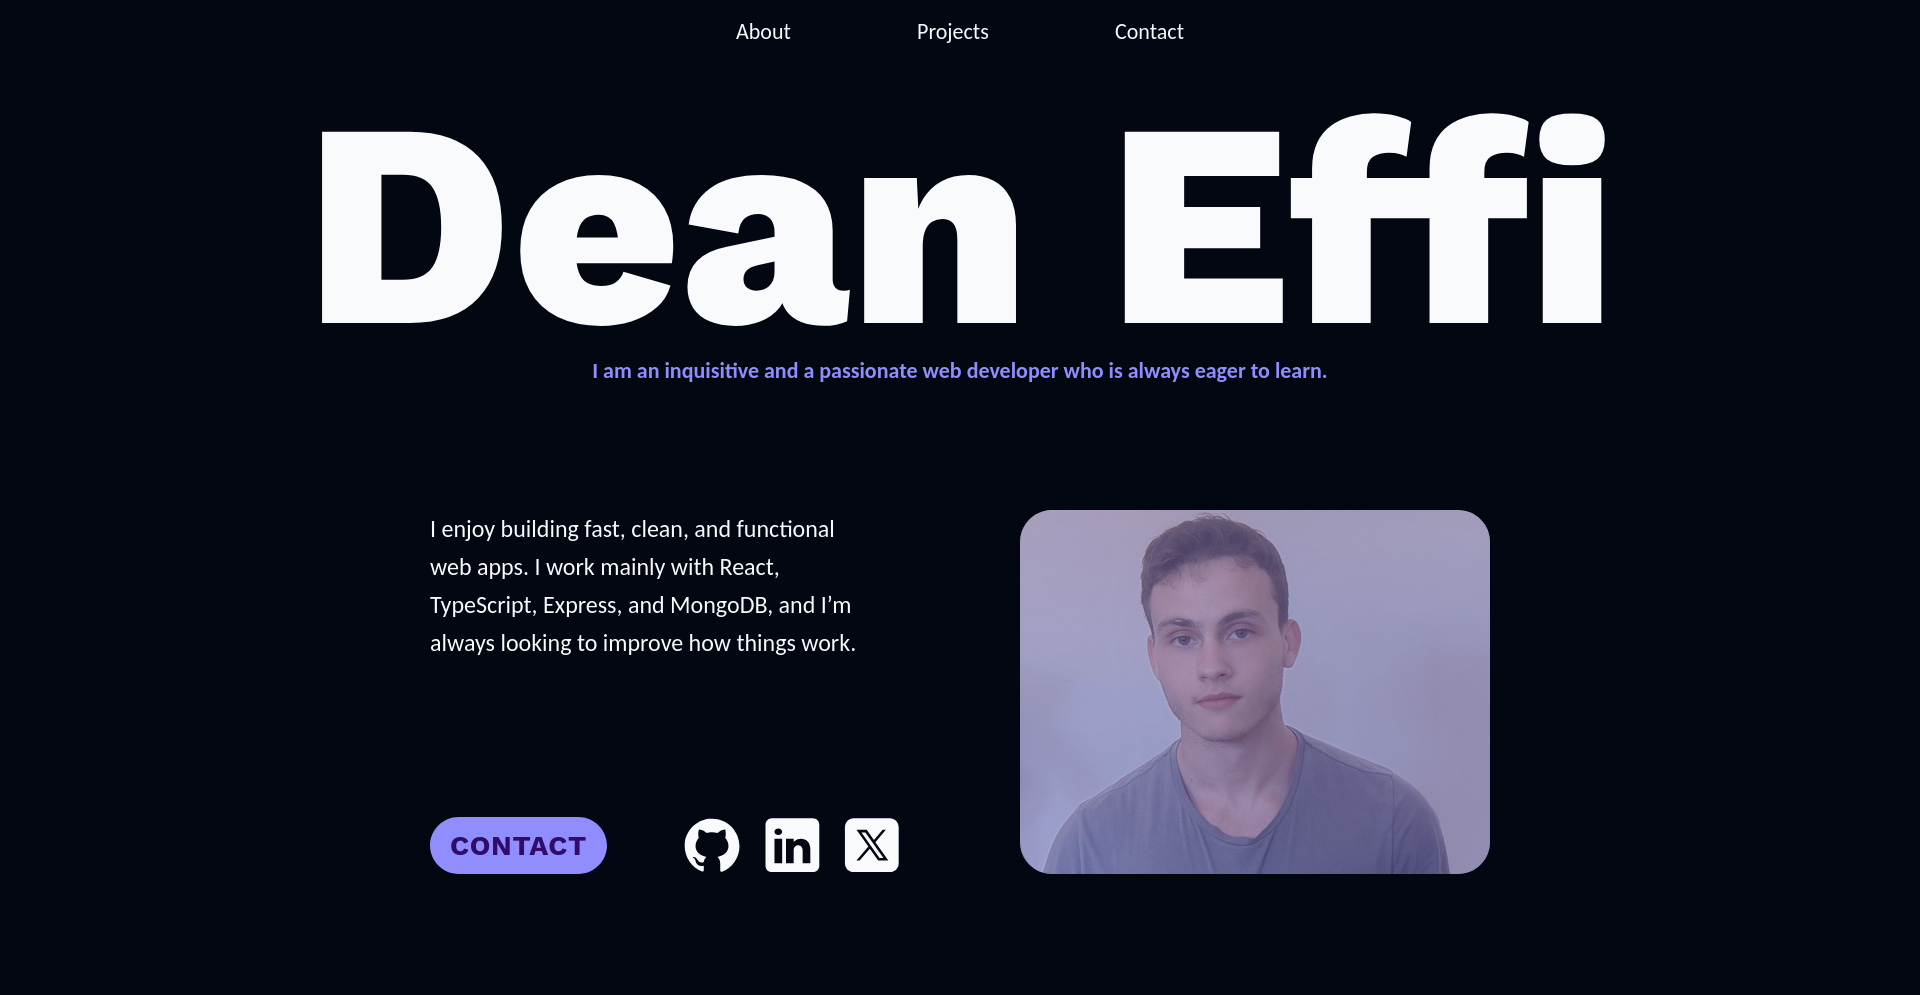 About
Projects
Contact
Dean Effi
I am an inquisitive and a passionate web developer who is always eager to learn.
I enjoy building fast, clean, and functional
web apps. I work mainly with React,
TypeScript, Express, and MongoDB, and I’m
always looking to improve how things work.
CONTACT
in
X